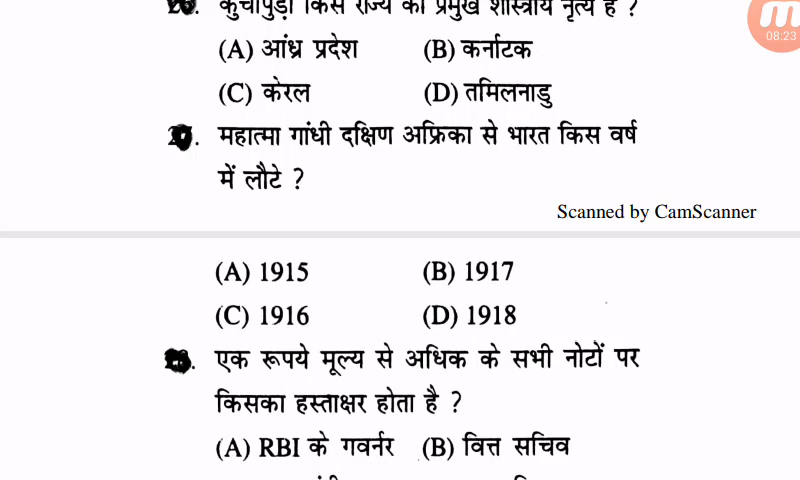 कुचीपुड़ी किस राज्य का प्रमुख शास्त्रीय नृत्य है ?
(A) आंध्र प्रदेश (B) कर्नाटक
(C) केरल (D) तमिलनाडु
महात्मा गांधी दक्षिण अफ्रिका से भारत किस वर्ष
में लौटे ?
Scanned by CamScanner
(A) 1915 (B) 1917
(C) 1916 (D) 1918
एक रूपये मूल्य से अधिक के सभी नोटों पर
किसका हस्ताक्षर होता है ?
(A) RBI के गवर्नर (B) वित्त सचिव
08:23